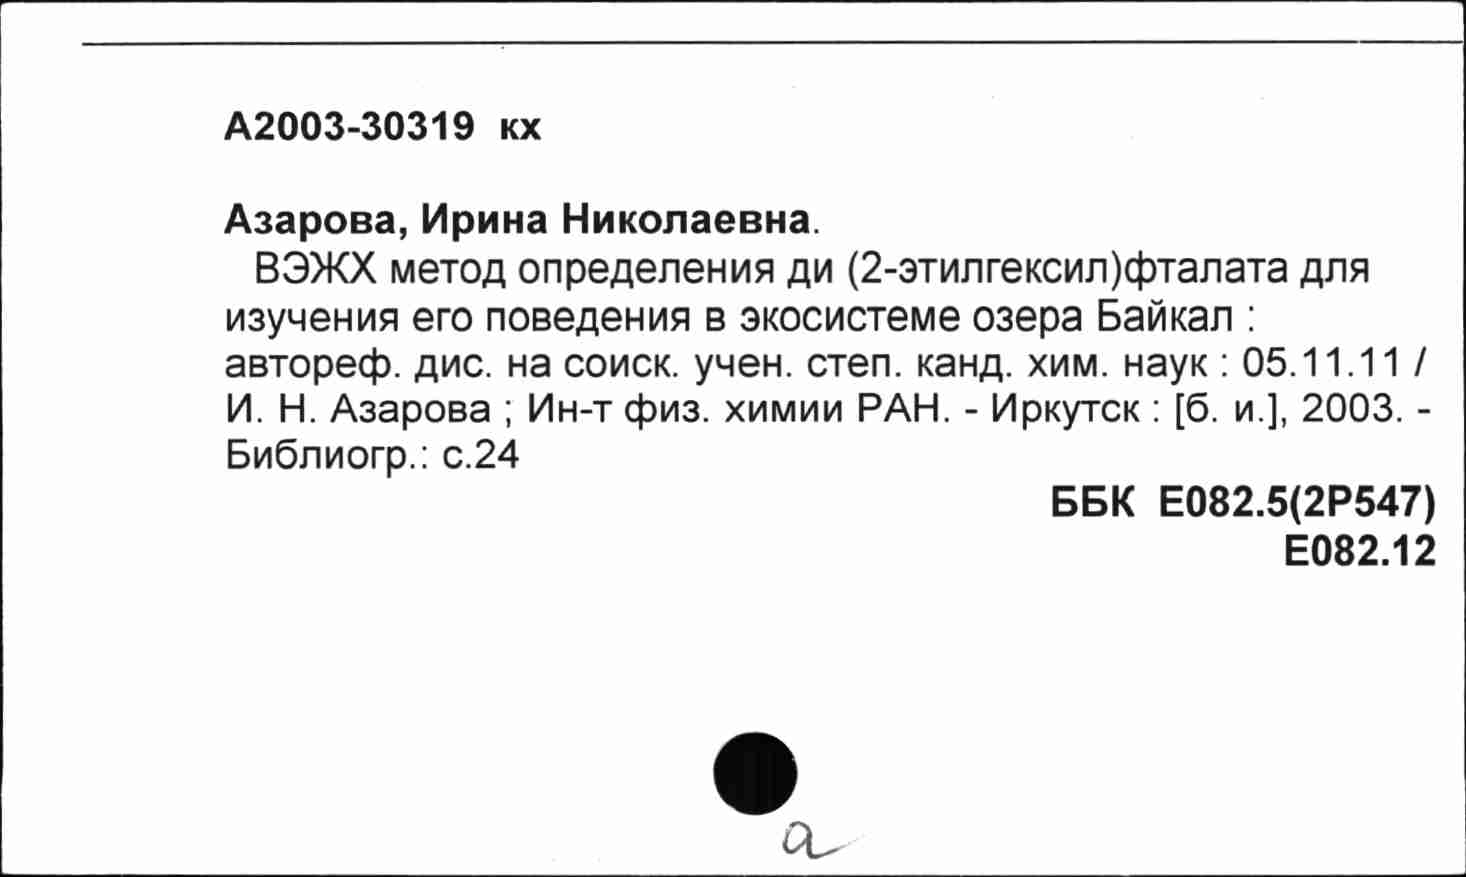 А2003-30319 кх
Азарова, Ирина Николаевна.
ВЭЖХ метод определения ди (2-этилгексил)фталата для
изучения его поведения в экосистеме озера Байкал :
автореф. дис. на соиск. учен. степ. канд. хим. наук : 05.11.11 /
И. Н. Азарова ; Ин-т физ. химии РАН. - Иркутск : [б. и.], 2003. -
Библиогр.: с.24
ББК Е082.5(2Р547)
Е082.12
а